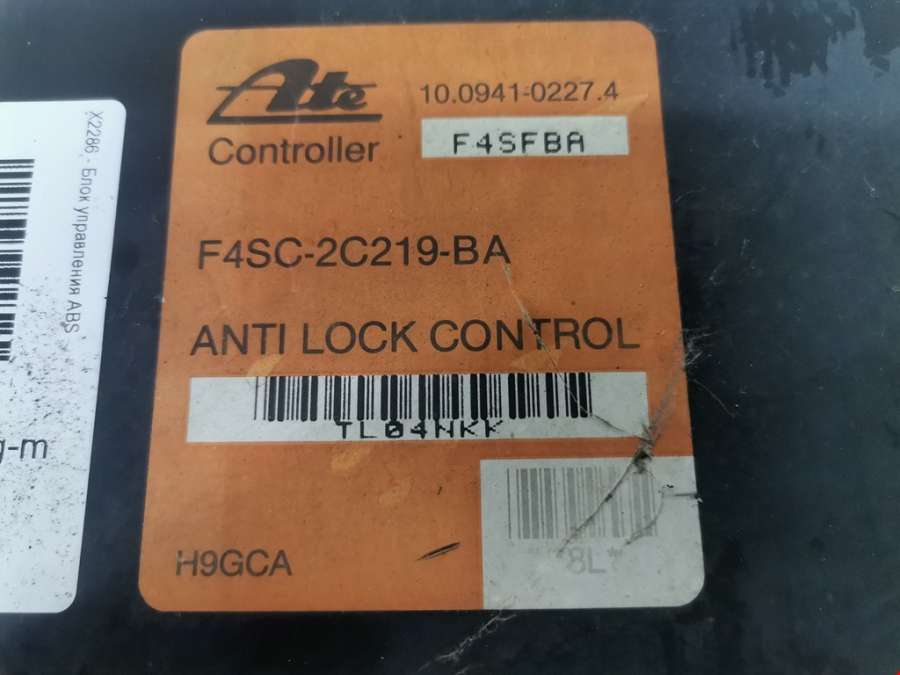 Ate
10.0941-0227.4
Controller
F4SFBA
F4SC-2C219-BA
ANTI LOCK CONTROL
TL04NKK
H9GCA
8L*
X2286 - Блок управления ABS
g-m